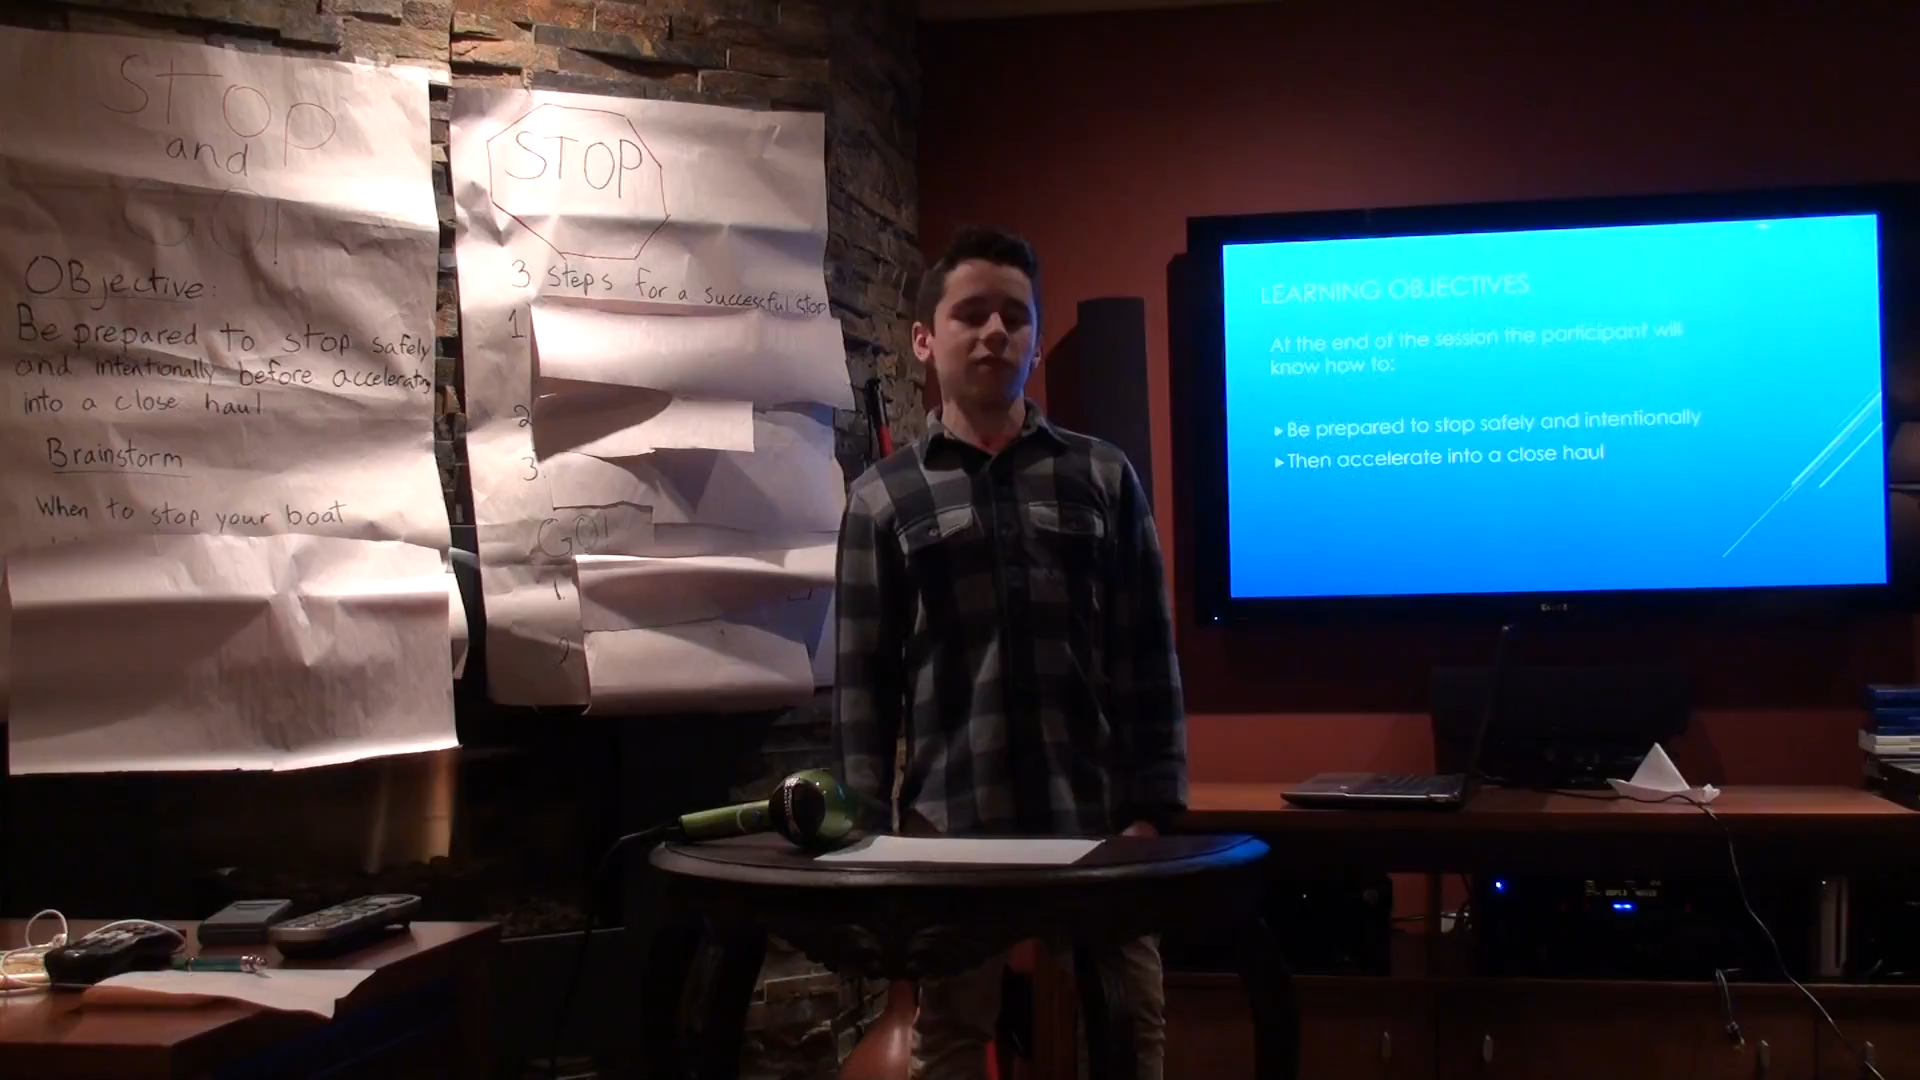 STOP
and
GO!
OBjective:
Be prepared to stop safely
and intentionally before accelerating
into a close haul
Brainstorm
When to stop your boat
STOP
3 steps for a successful stop
1
2
3.
GO!
1.
2
LEARNING OBJECTIVES
At the end of the session the participant will
know how to:
Be prepared to stop safely and intentionally
Then accelerate into a close haul